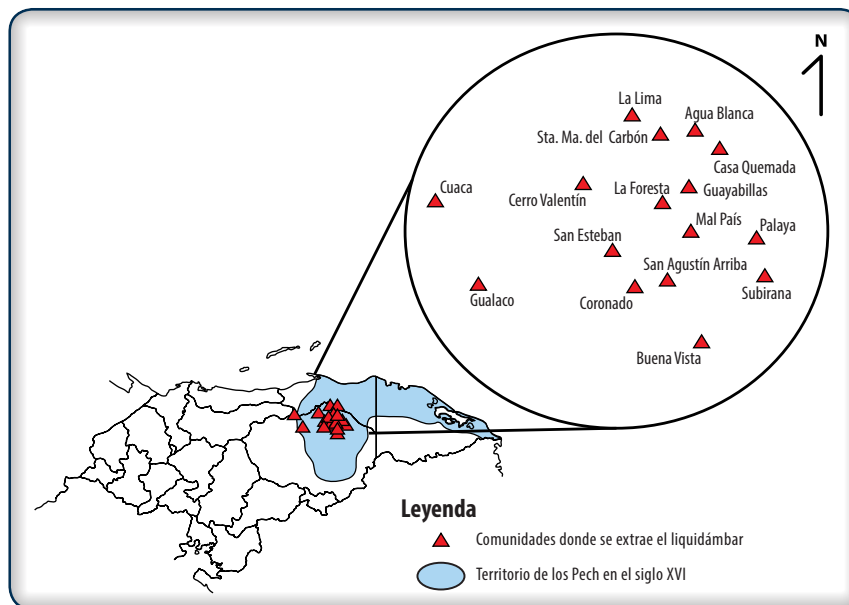 N
La Lima
Agua Blanca
Sta. Ma. del Carbón
Casa Quemada
Cuaca
Cerro Valentín
La Foresta
Guayabillas
Mal País
Palaya
San Esteban
San Agustín Arriba
Subirana
Gualaco
Coronado
Buena Vista
Leyenda
Comunidades donde se extrae el liquidámbar
Territorio de los Pech en el siglo XVI